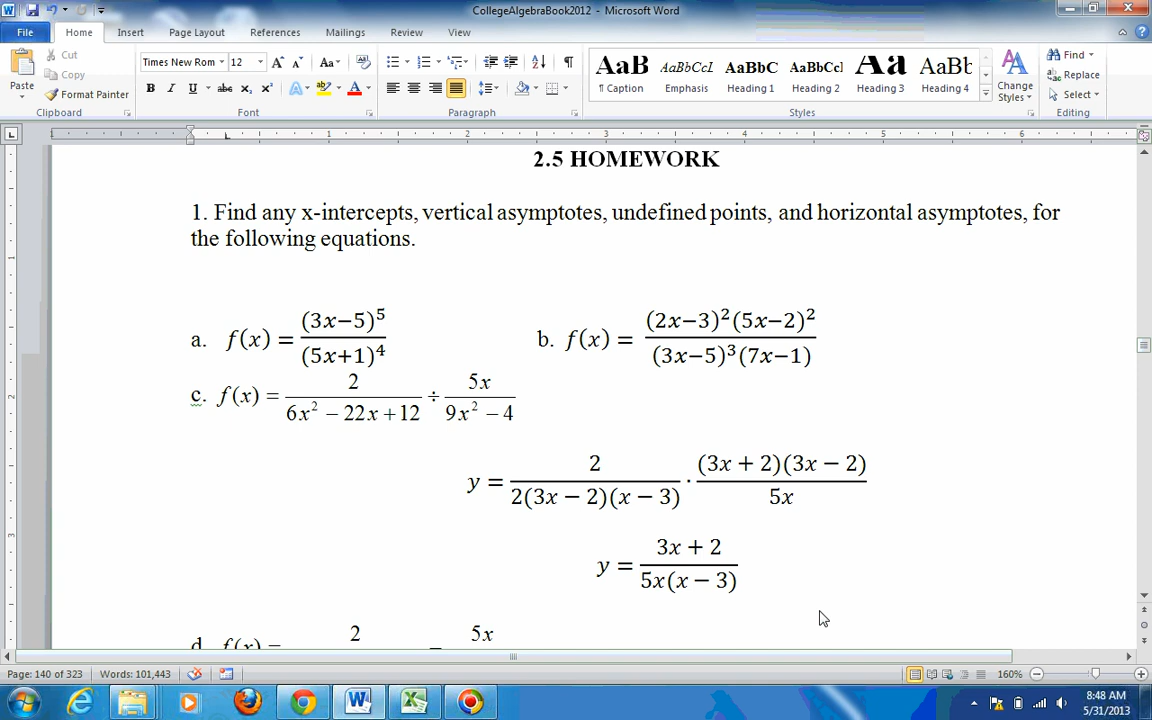 CollegeAlgebraBook2012 - Microsoft Word
File Home Insert Page Layout References Mailings Review View
Paste
Cut
Copy
Format Painter
Clipboard
Times New Rom 12
Font
Paragraph
AaB AaBbCcL AaBbC AaBbCc AaB AaBb
¶ Caption Emphasis Heading 1 Heading 2 Heading 3 Heading 4
Styles
Change Styles
Find
Replace
Select
Editing
2.5 HOMEWORK
1. Find any x-intercepts, vertical asymptotes, undefined points, and horizontal asymptotes, for
the following equations.
a. f(x) = (3x−5)^5 / (5x+1)^4
b. f(x) = (2x−3)^2(5x−2)^2 / (3x−5)^3(7x−1)
c. f(x) = 2 / 6x² − 22x + 12 ÷ 5x / 9x² − 4
y = 2 / 2(3x − 2)(x − 3) · (3x + 2)(3x − 2) / 5x
y = 3x + 2 / 5x(x − 3)
d. f(x) = 2 5x
Page: 140 of 323 Words: 101,443 160%
8:48 AM
5/31/2013